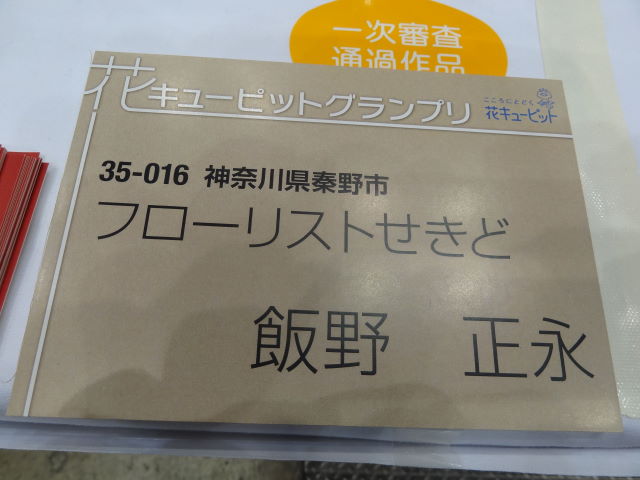 一次審査
通過作品
花キューピットグランプリ
こころにとどく
花キューピット
35-016 神奈川県秦野市
フローリストせきど
飯野 正永